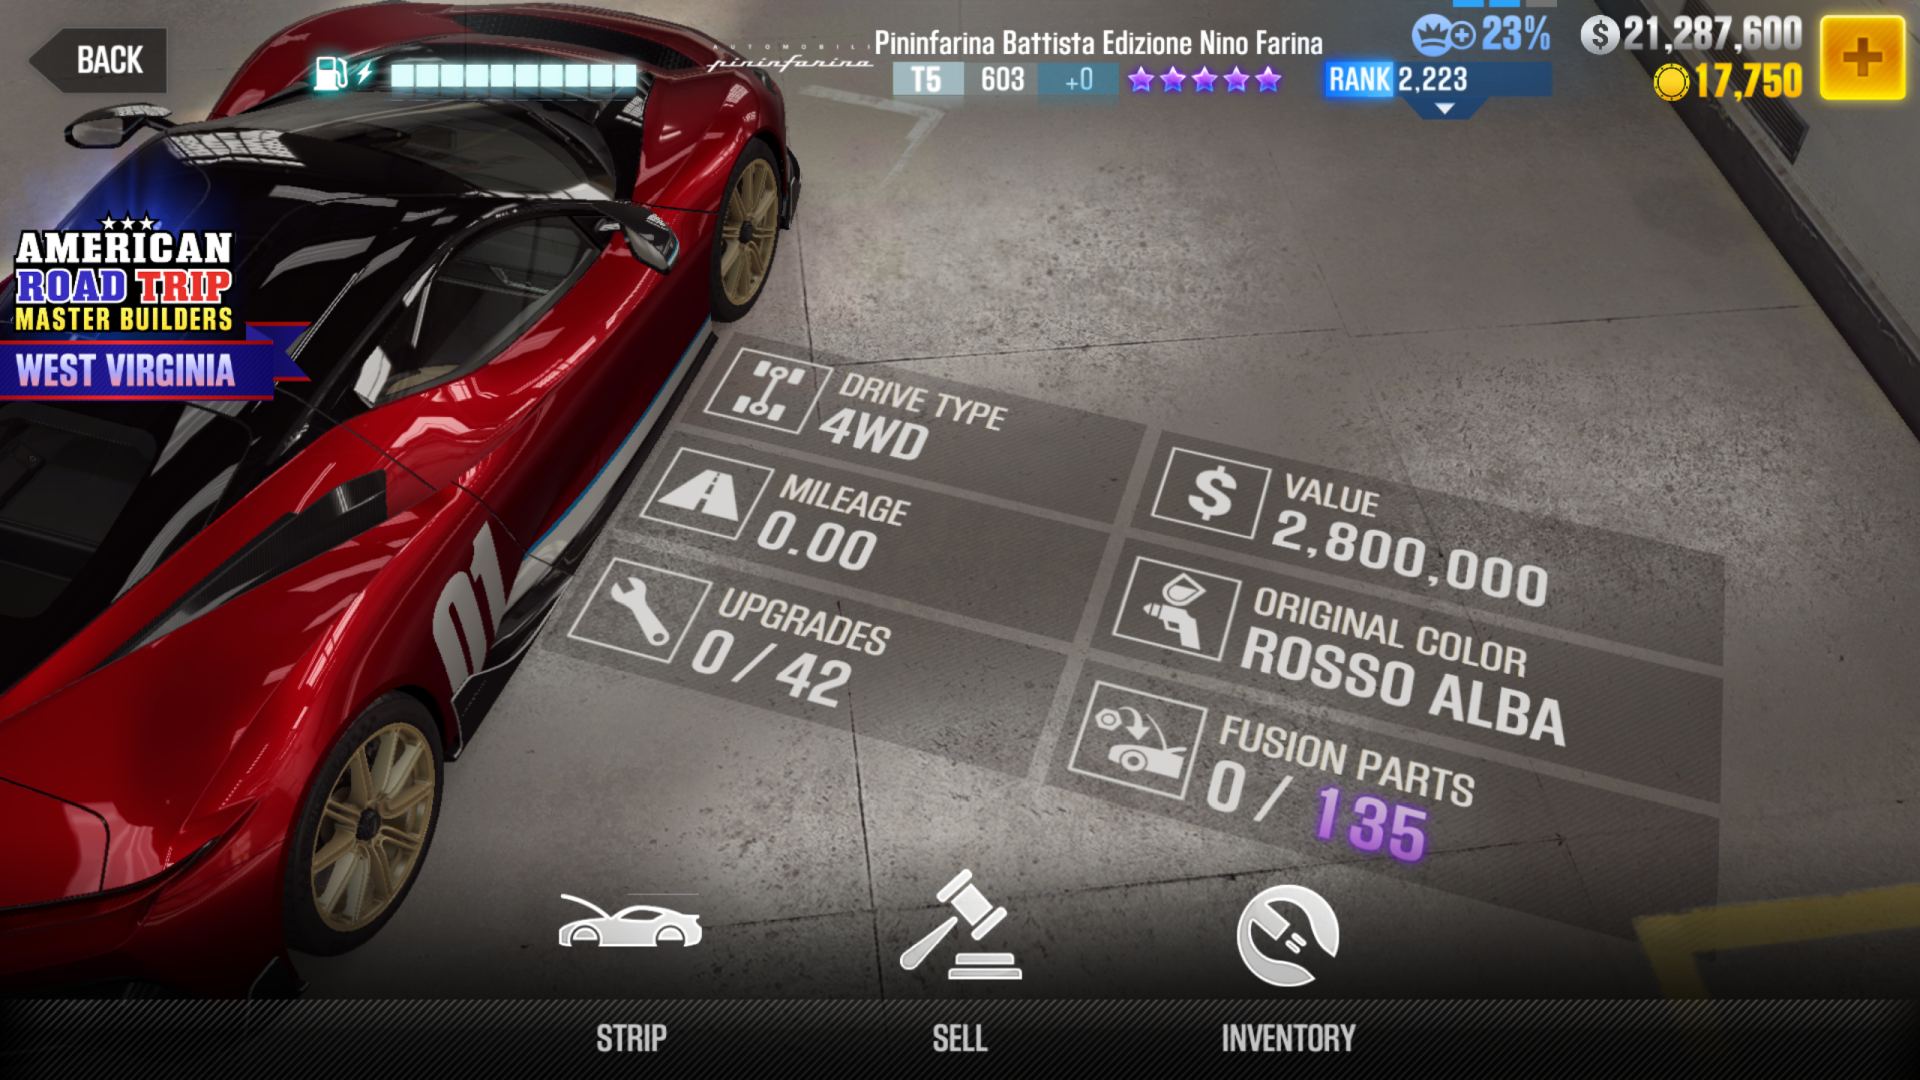 BACK
AUTOMOBILI
pininfarina
Pininfarina Battista Edizione Nino Farina
T5 603 +0
RANK 2,223
23%
21,287,600
17,750
AMERICAN
ROAD TRIP
MASTER BUILDERS
WEST VIRGINIA
01
DRIVE TYPE
4WD
MILEAGE
0.00
UPGRADES
0 / 42
VALUE
2,800,000
ORIGINAL COLOR
ROSSO ALBA
FUSION PARTS
0 / 135
STRIP
SELL
INVENTORY